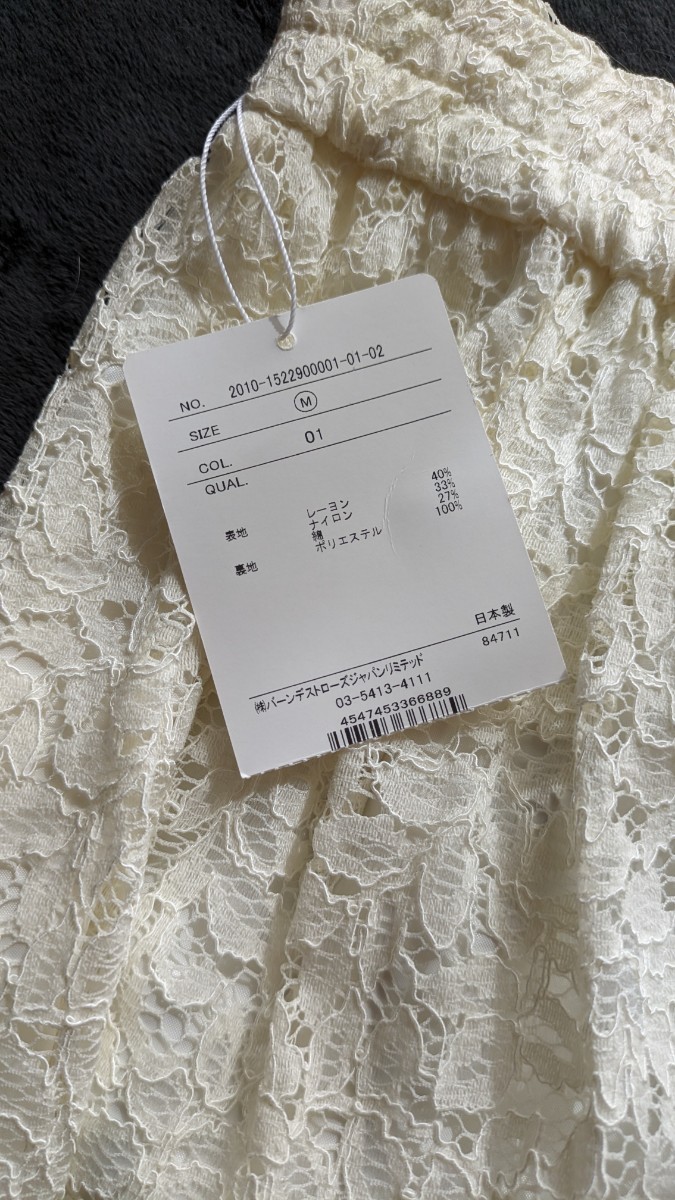 NO. 2010-1522900001-01-02
SIZE Ⓜ
COL. 01
QUAL.
表地 レーヨン 40%
ナイロン 33%
綿 27%
裏地 ポリエステル 100%
日本製
84711
㈱バーンデストローズジャパンリミテッド
03-5413-4111
4547453366889